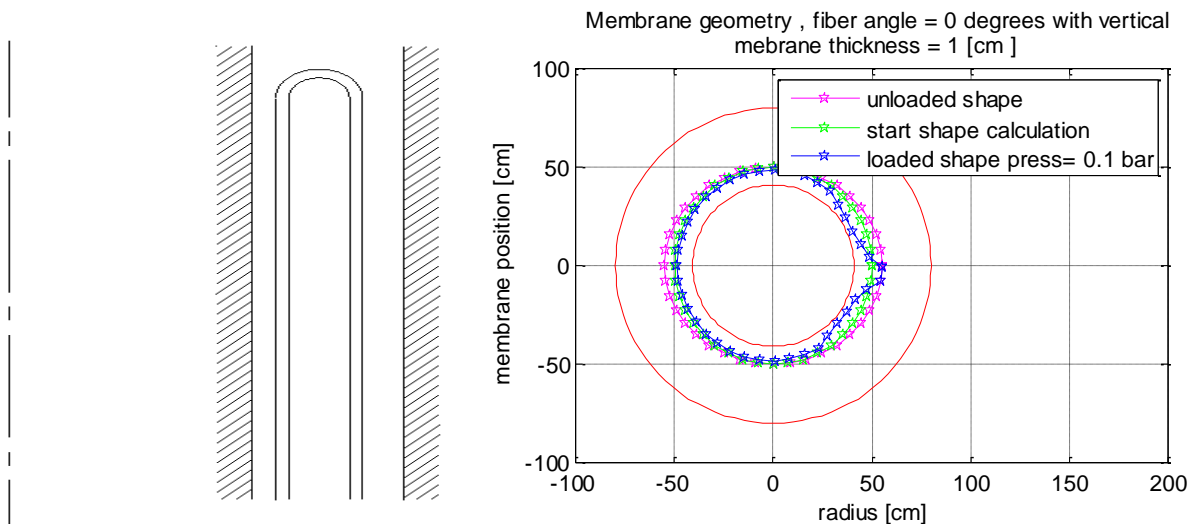 Membrane geometry , fiber angle = 0 degrees with vertical
mebrane thickness = 1 [cm ]
unloaded shape
start shape calculation
loaded shape press= 0.1 bar
membrane position [cm]
100
50
0
-50
-100
-100
-50
0
50
100
150
200
radius [cm]